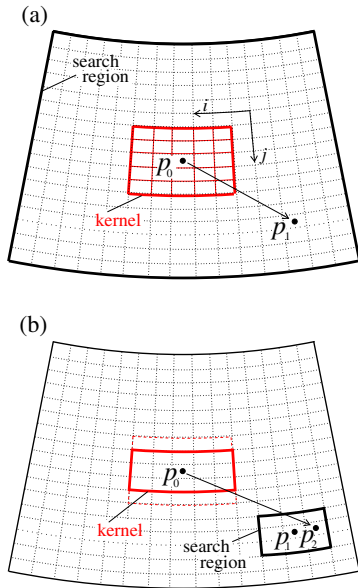 (a)
search
region
i
j
p₀
kernel
p₁
(b)
p₀
kernel
search
region
p₁ p₂